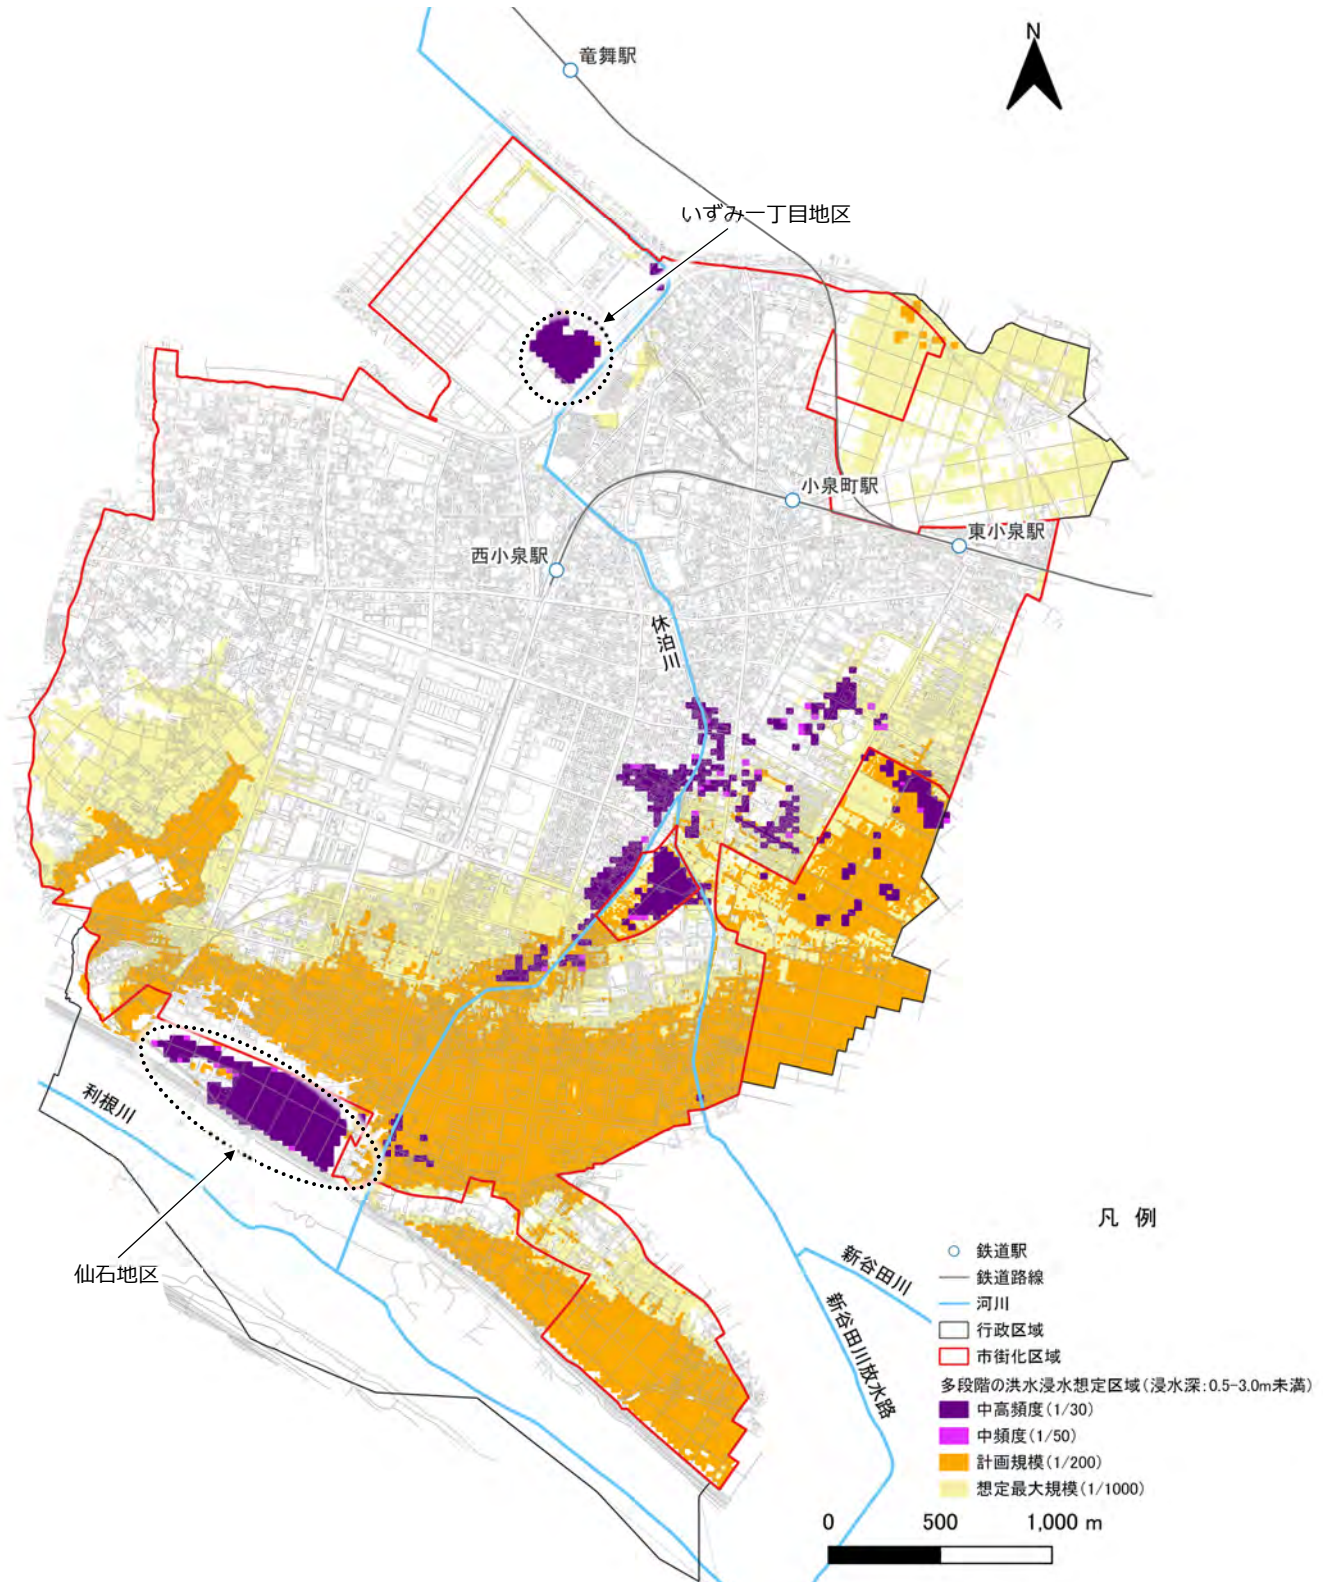 N
竜舞駅
いずみ一丁目地区
小泉町駅
東小泉駅
西小泉駅
休泊川
利根川
仙石地区
新谷田川
新谷田川放水路
凡 例
鉄道駅
鉄道路線
河川
行政区域
市街化区域
多段階の洪水浸水想定区域(浸水深:0.5-3.0m未満)
中高頻度(1/30)
中頻度(1/50)
計画規模(1/200)
想定最大規模(1/1000)
0 500 1,000 m